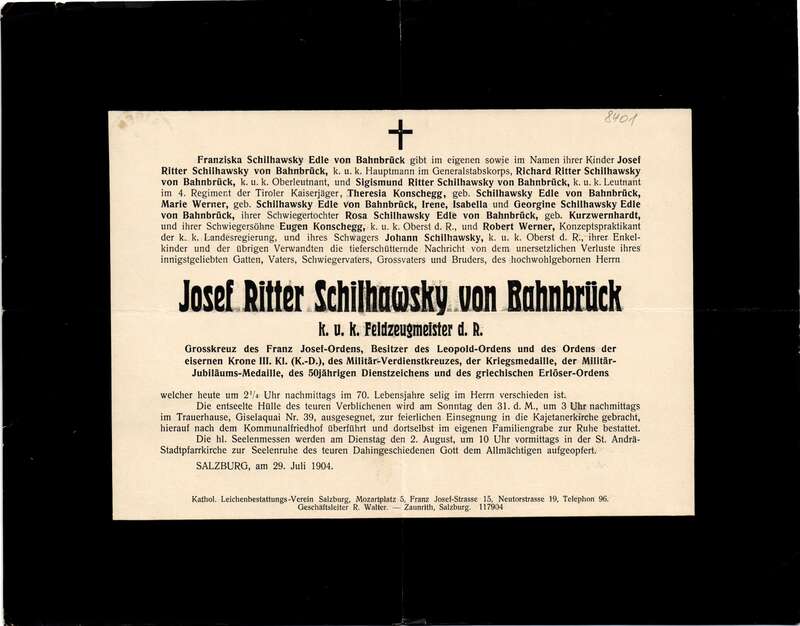 8401
Franziska Schilhawsky Edle von Bahnbrück gibt im eigenen sowie im Namen ihrer Kinder Josef
Ritter Schilhawsky von Bahnbrück, k. u. k. Hauptmann im Generalstabskorps, Richard Ritter Schilhawsky
von Bahnbrück, k. u. k. Oberleutnant, und Sigismund Ritter Schilhawsky von Bahnbrück, k. u. k. Leutnant
im 4. Regiment der Tiroler Kaiserjäger, Theresia Konschegg, geb. Schilhawsky Edle von Bahnbrück,
Marie Werner, geb. Schilhawsky Edle von Bahnbrück, Irene, Isabella und Georgine Schilhawsky Edle
von Bahnbrück, ihrer Schwiegertochter Rosa Schilhawsky Edle von Bahnbrück, geb. Kurzwernhardt,
und ihrer Schwiegersöhne Eugen Konschegg, k. u. k. Oberst d. R., und Robert Werner, Konzeptspraktikant
der k. k. Landesregierung, und ihres Schwagers Johann Schilhawsky, k. u. k. Oberst d. R., ihrer Enkel-
kinder und der übrigen Verwandten die tieferschütternde Nachricht von dem unersetzlichen Verluste ihres
innigstgeliebten Gatten, Vaters, Schwiegervaters, Grossvaters und Bruders, des hochwohlgebornen Herrn
Josef Ritter Schilhawsky von Bahnbrück
k. u. k. Feldzeugmeister d. R.
Grosskreuz des Franz Josef-Ordens, Besitzer des Leopold-Ordens und des Ordens der
eisernen Krone III. Kl. (K.-D.), des Militär-Verdienstkreuzes, der Kriegsmedaille, der Militär-
Jubiläums-Medaille, des 50jährigen Dienstzeichens und des griechischen Erlöser-Ordens
welcher heute um 2¼ Uhr nachmittags im 70. Lebensjahre selig im Herrn verschieden ist.
Die entseelte Hülle des teuren Verblichenen wird am Sonntag den 31. d. M., um 3 Uhr nachmittags
im Trauerhause, Giselaquai Nr. 39, ausgesegnet, zur feierlichen Einsegnung in die Kajetanerkirche gebracht,
hierauf nach dem Kommunalfriedhof überführt und dortselbst im eigenen Familiengrabe zur Ruhe bestattet.
Die hl. Seelenmessen werden am Dienstag den 2. August, um 10 Uhr vormittags in der St. Andrä-
Stadtpfarrkirche zur Seelenruhe des teuren Dahingeschiedenen Gott dem Allmächtigen aufgeopfert.
SALZBURG, am 29. Juli 1904.
Kathol. Leichenbestattungs-Verein Salzburg, Mozartplatz 5, Franz Josef-Strasse 15, Neutorstrasse 19, Telephon 96.
Geschäftsleiter R. Walter. — Zaunrith, Salzburg. 117904